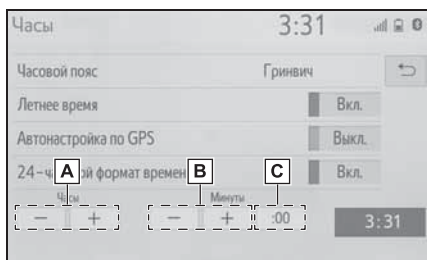 Часы 3:31
Часовой пояс Гринвич
Летнее время Вкл.
Автонастройка по GPS Выкл.
24-ч A й формат времен Вкл.
B C
Часы Минуты
- + - + :00 3:31